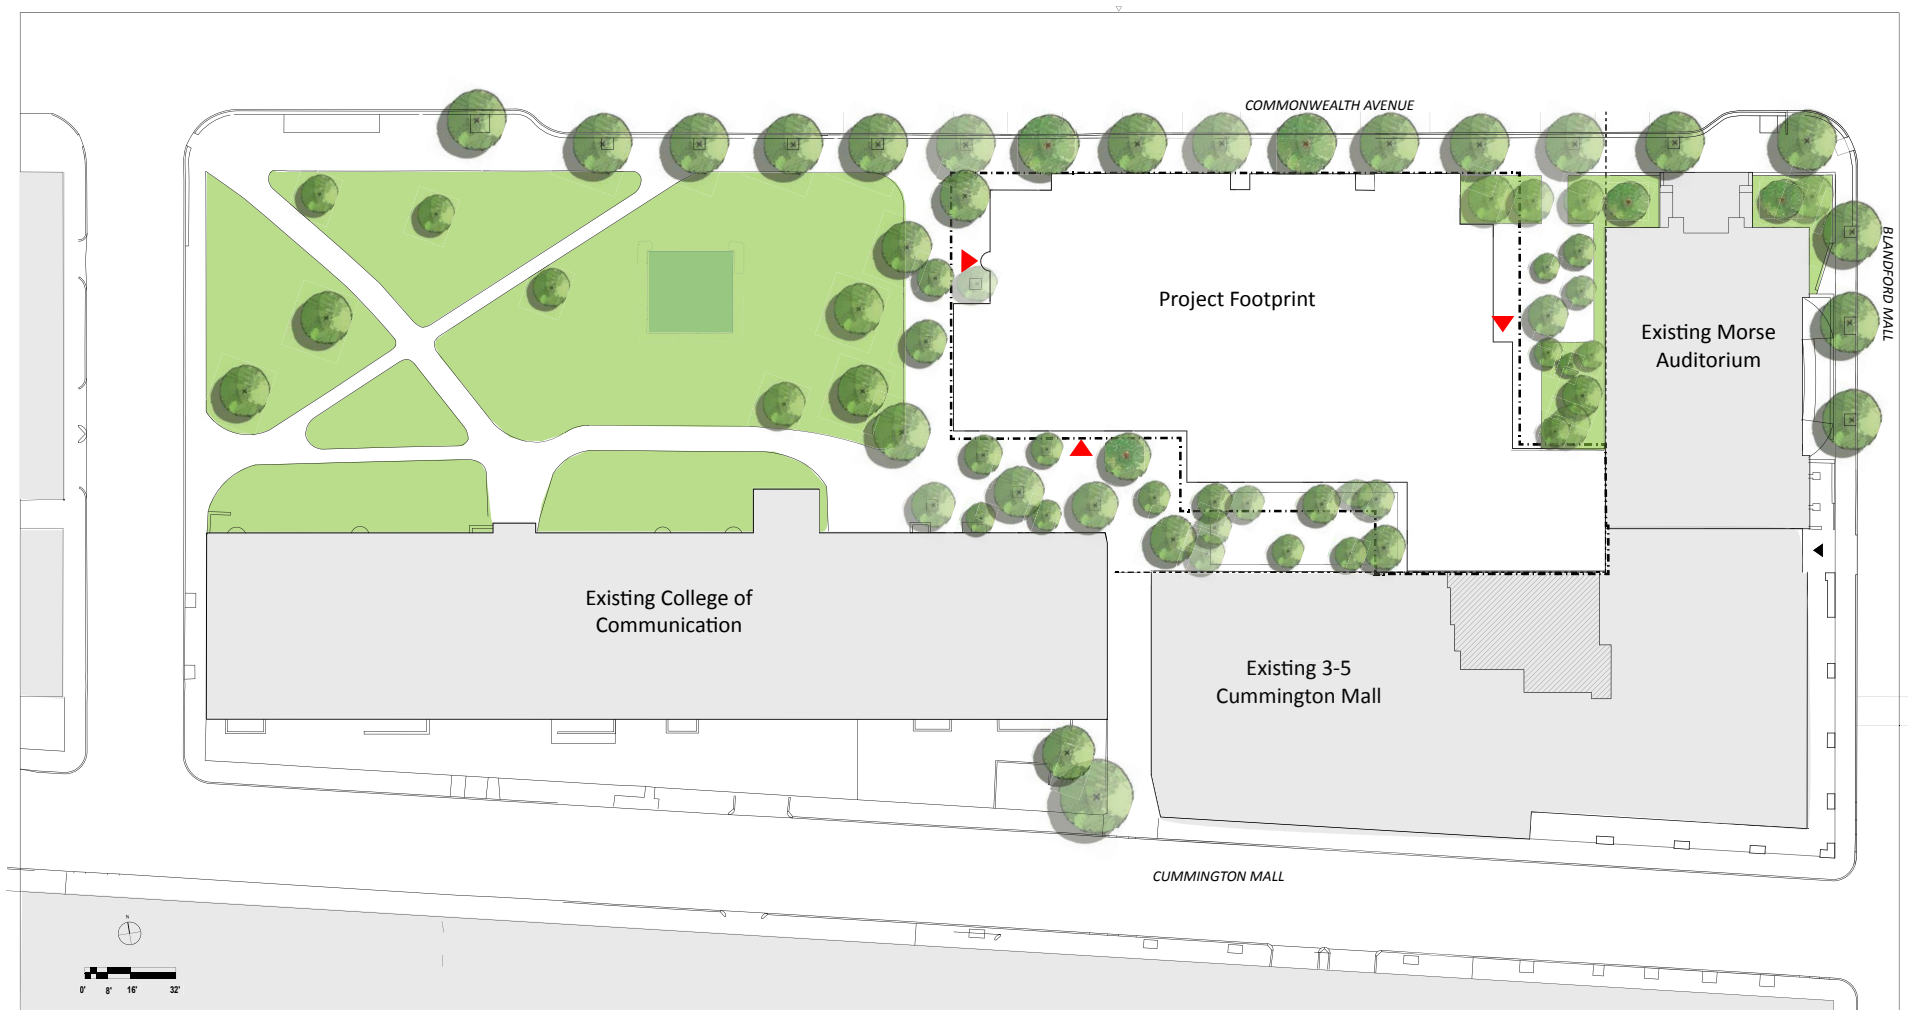 COMMONWEALTH AVENUE
BLANDFORD MALL
Project Footprint
Existing Morse
Auditorium
Existing College of
Communication
Existing 3-5
Cummington Mall
CUMMINGTON MALL
N
0' 8' 16' 32'